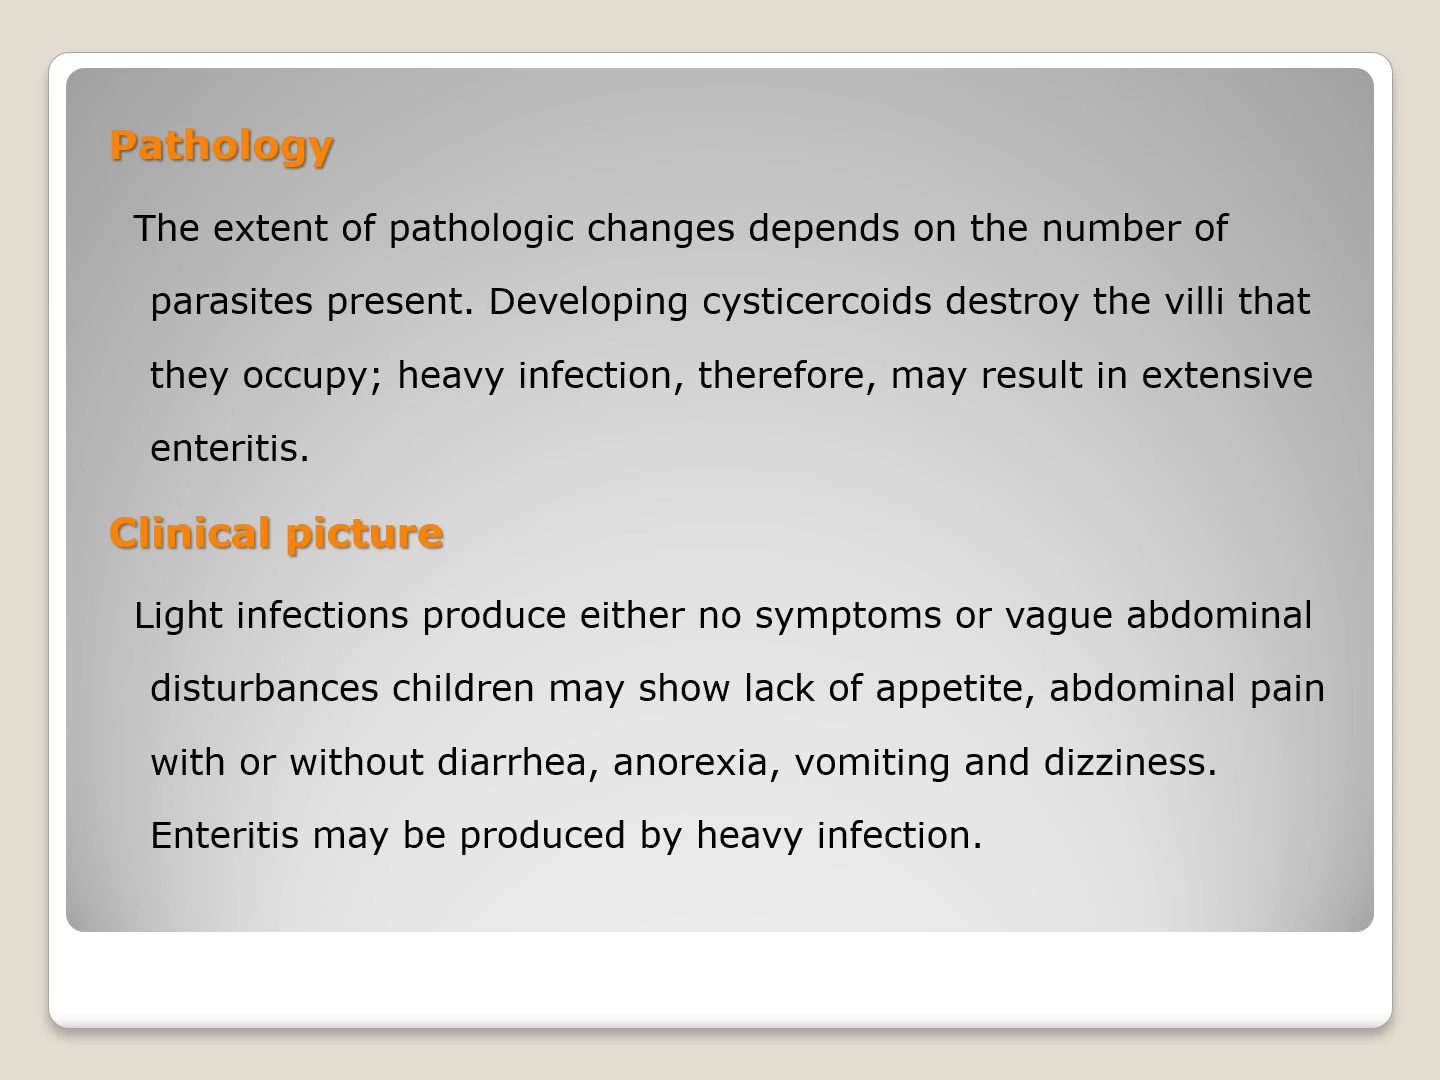 Pathology
The extent of pathologic changes depends on the number of
parasites present. Developing cysticercoids destroy the villi that
they occupy; heavy infection, therefore, may result in extensive
enteritis.
Clinical picture
Light infections produce either no symptoms or vague abdominal
disturbances children may show lack of appetite, abdominal pain
with or without diarrhea, anorexia, vomiting and dizziness.
Enteritis may be produced by heavy infection.